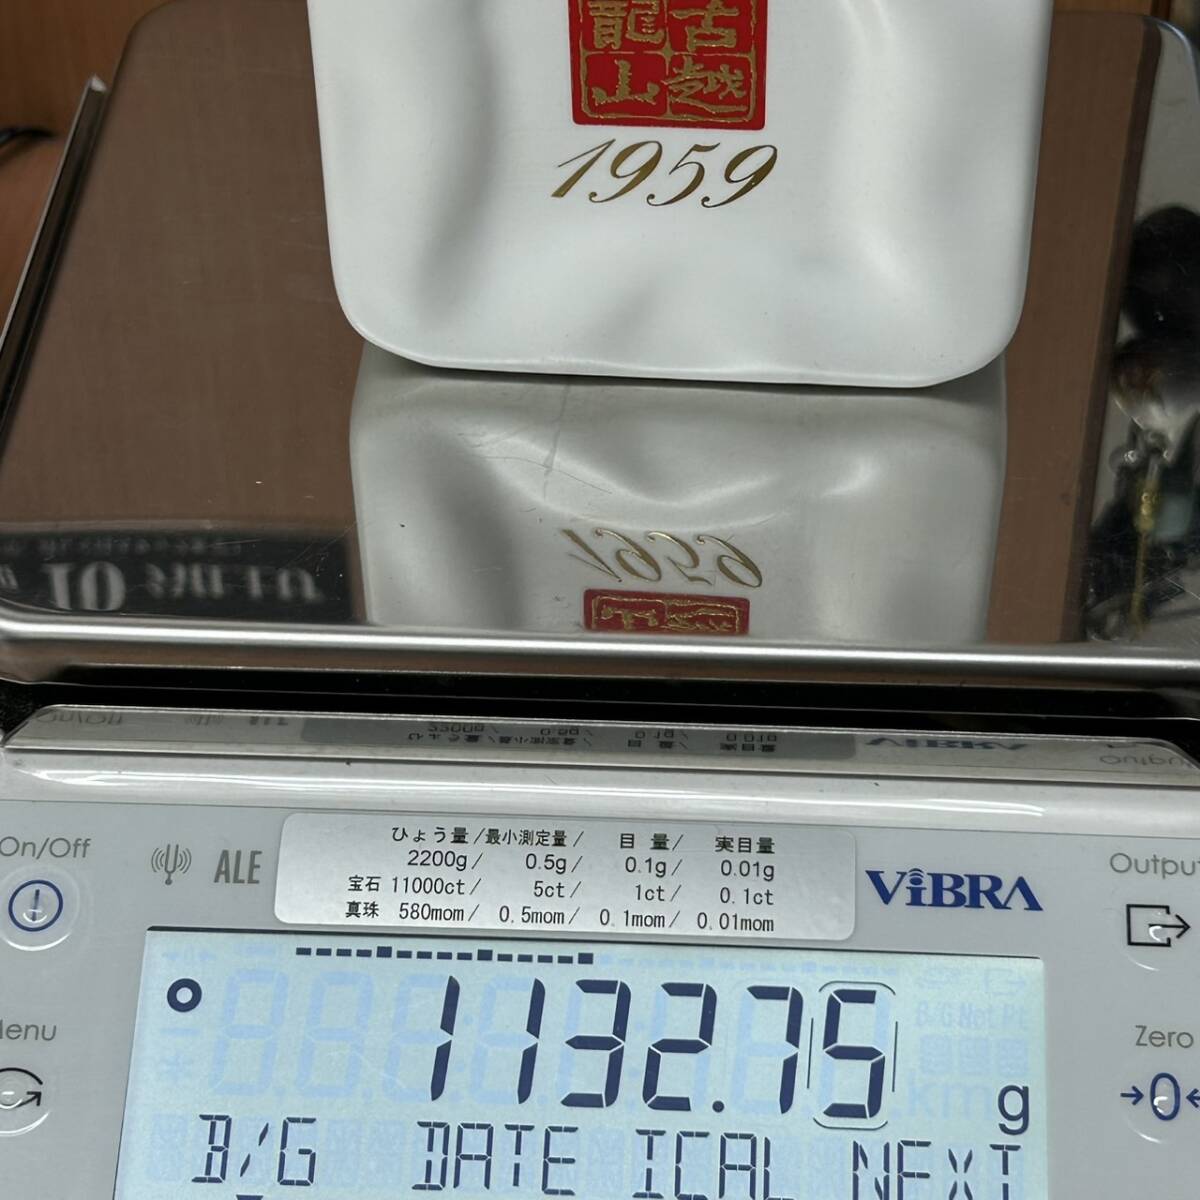 龍古
山越
1959
10
On/Off
ALE
ひょう量/最小測定量/ 目 量/ 実目量
2200g/ 0.5g/ 0.1g/ 0.01g
宝石 11000ct/ 5ct/ 1ct/ 0.1ct
真珠 580mom/ 0.5mom/ 0.1mom/ 0.01mom
ViBRA
Output
1132.75 g
Menu
Zero
→0←
B/G DATE ICAL NEXT